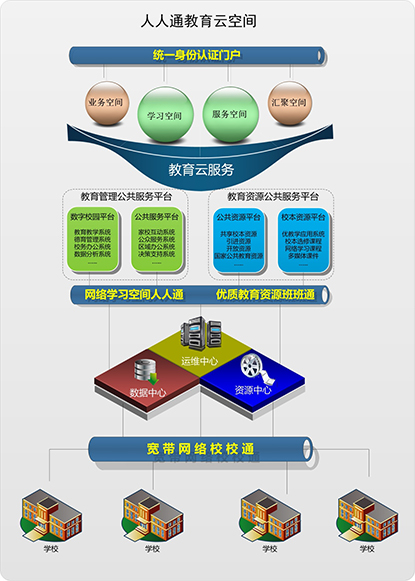 人人通教育云空间
统一身份认证门户
业务空间
学习空间
服务空间
汇聚空间
教育云服务
教育管理公共服务平台
教育资源公共服务平台
数字校园平台
教育教学系统
德育管理系统
校务办公系统
数据分析系统
......
公共服务平台
家校互动系统
公众服务系统
区域办公系统
决策支持系统
......
公共资源平台
共享校本资源
引进资源
开放资源
国家公共教育资源
......
校本资源平台
优教学应用系统
校本选修课程
网络学习课程
多媒体课件
......
网络学习空间人人通
优质教育资源班班通
运维中心
数据中心
资源中心
宽带网络校校通
学校
学校
学校
学校